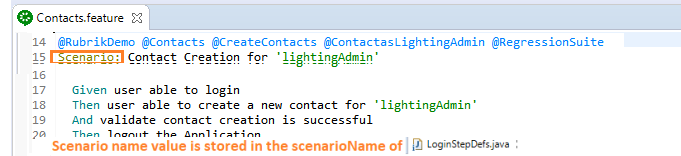 Contacts.feature
14 @RubrikDemo @Contacts @CreateContacts @ContactasLightingAdmin @RegressionSuite
15 Scenario: Contact Creation for 'lightingAdmin'
16
17 Given user able to login
18 Then user able to create a new contact for 'lightingAdmin'
19 And validate contact creation is successful
20 Then logout the Application
Scenario name value is stored in the scenarioName of LoginStepDefs.java